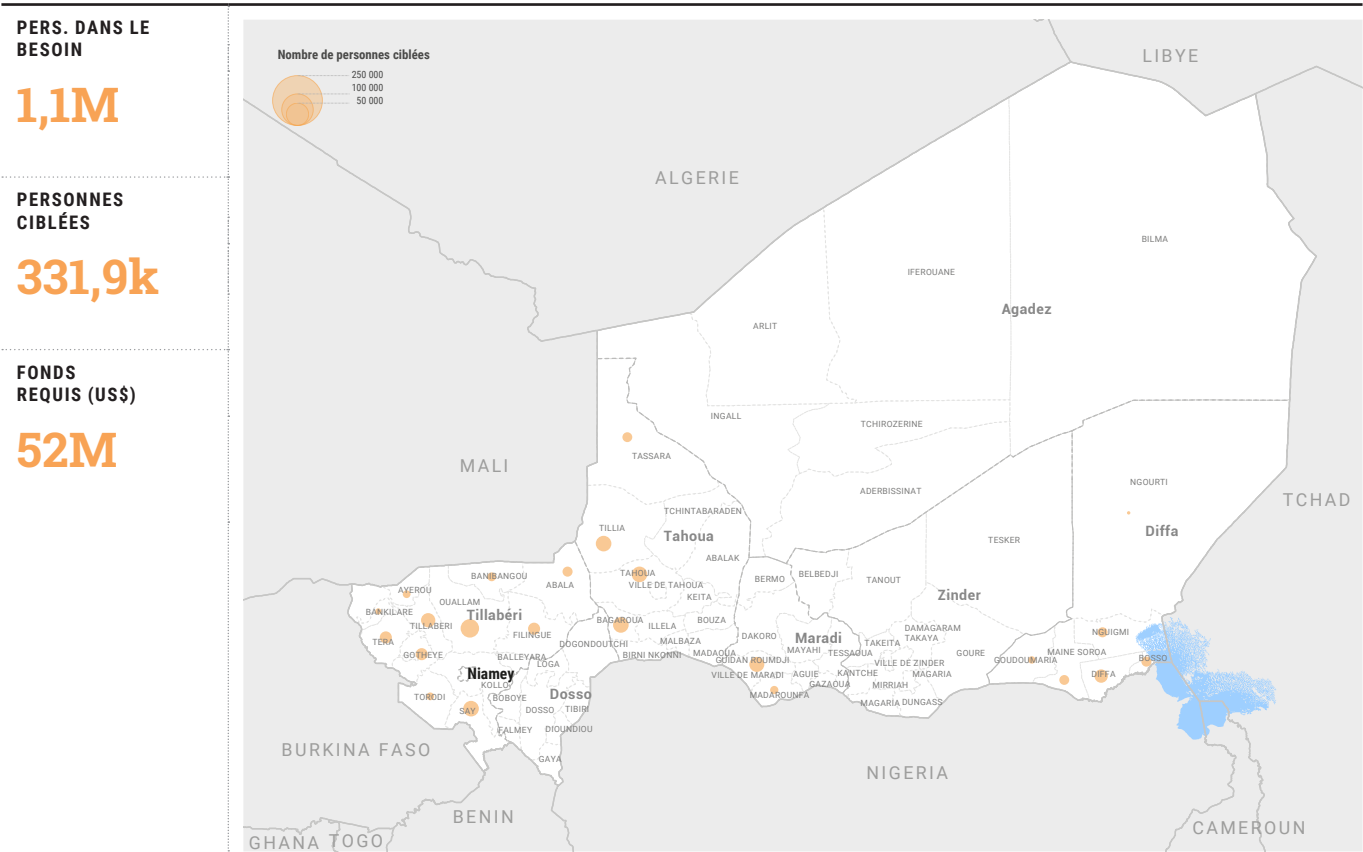 PERS. DANS LE
BESOIN
1,1M
PERSONNES
CIBLÉES
331,9k
FONDS
REQUIS (US$)
52M
Nombre de personnes ciblées
250 000
100 000
50 000
LIBYE
ALGERIE
BILMA
IFEROUANE
Agadez
ARLIT
INGALL
TCHIROZERINE
MALI
TASSARA
NGOURTI
ADERBISSINAT
TCHAD
TCHINTABARADEN
TILLIA
Tahoua
Diffa
TESKER
ABALAK
BANIBANGOU
ABALA
TAHOUA
VILLE DE TAHOUA
BERMO
BELBEDJI
TANOUT
AYEROU
KEITA
Zinder
OUALLAM
BANKILARE
Tillabéri
TILLABERI
BAGAROUA
ILLELA
BOUZA
TERA
FILINGUE
DAKORO
Maradi
DAMAGARAM
TAKAYA
NGUIGMI
DOGONDOUTCHI
MALBAZA
MAYAHI
TAKEITA
GOTHEYE
BALLEYARA
BIRNI NKONNI
MADAOUA
TESSAOUA
GOURE
MAINE SOROA
GUIDAN ROUMDJI
VILLE DE ZINDER
GOUDOUMARIA
BOSSO
LOGA
Niamey
VILLE DE MARADI
AGUIE
KANTCHE
MAGARIA
DIFFA
KOLLO
GAZAOUA
MIRRIAH
TORODI
BOBOYE
Dosso
MADAROUNFA
MAGARIA
DUNGASS
SAY
DOSSO
TIBIRI
FALMEY
DIOUNDIOU
BURKINA FASO
GAYA
NIGERIA
BENIN
CAMEROUN
GHANA
TOGO